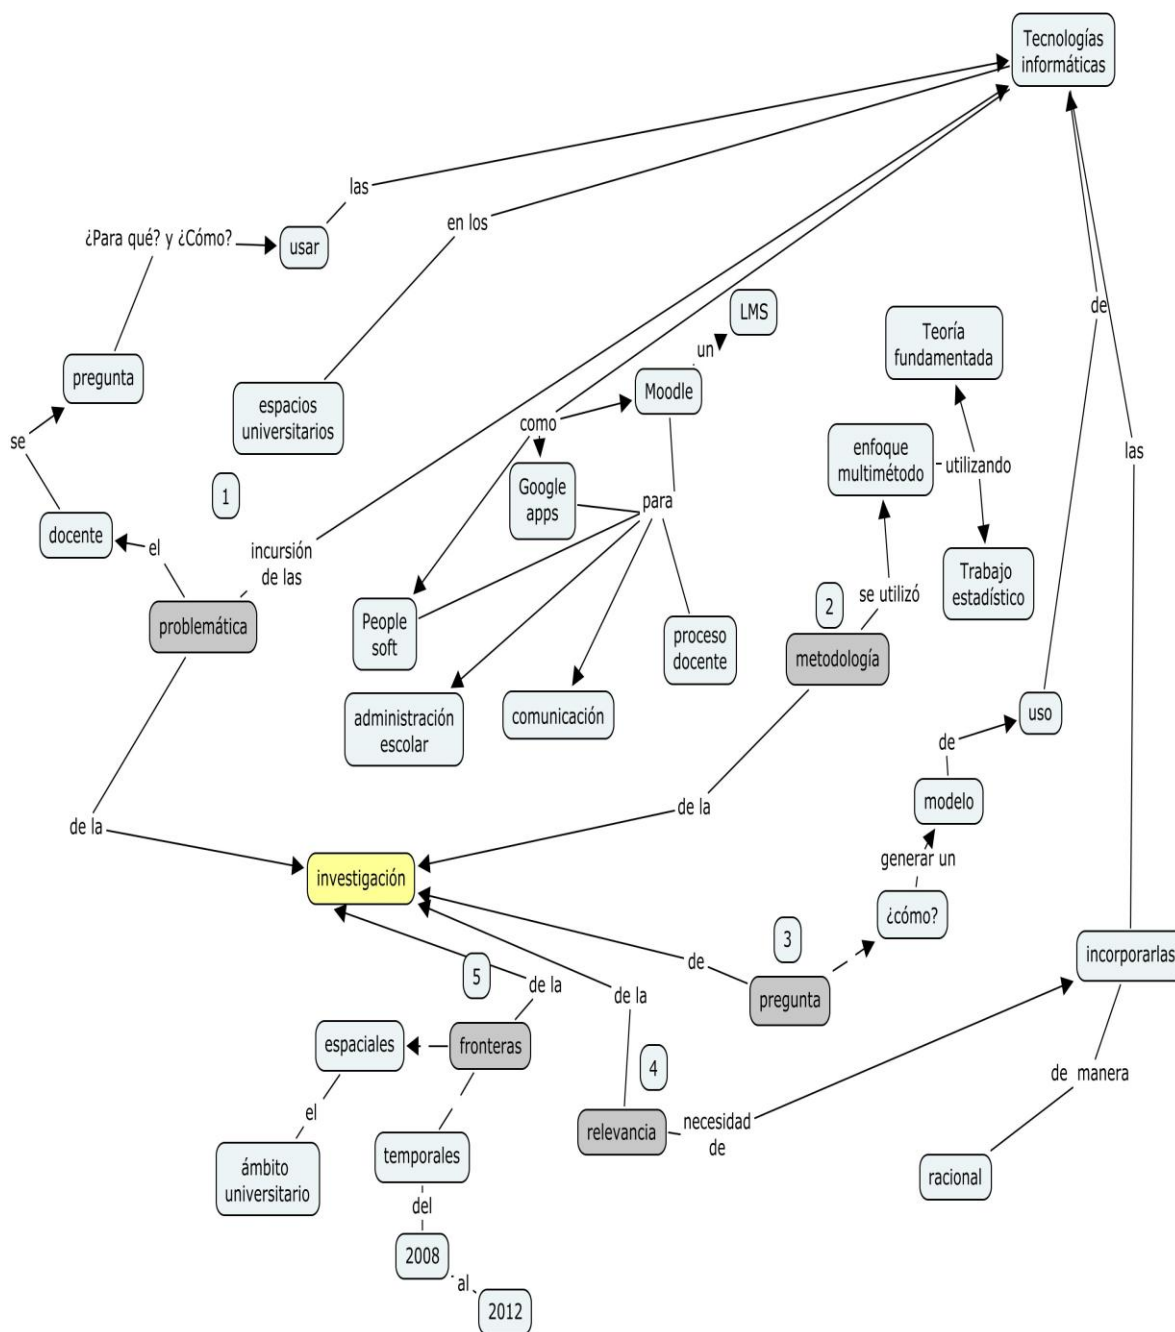 Tecnologías
informáticas
las
¿Para qué? y ¿Cómo?
usar
en los
LMS
de
Teoría
fundamentada
un
pregunta
Moodle
espacios
universitarios
como
se
enfoque
multimétodo
utilizando
las
Google
apps
para
1
docente
el
incursión
de las
Trabajo
estadístico
2
se utilizó
problemática
People
soft
proceso
docente
metodología
administración
escolar
comunicación
uso
de
modelo
de la
de la
generar un
investigación
¿cómo?
3
incorporarlas
5
de
pregunta
de la
de la
espaciales
fronteras
4
de manera
el
relevancia
necesidad
de
temporales
ámbito
universitario
racional
del
2008
al
2012